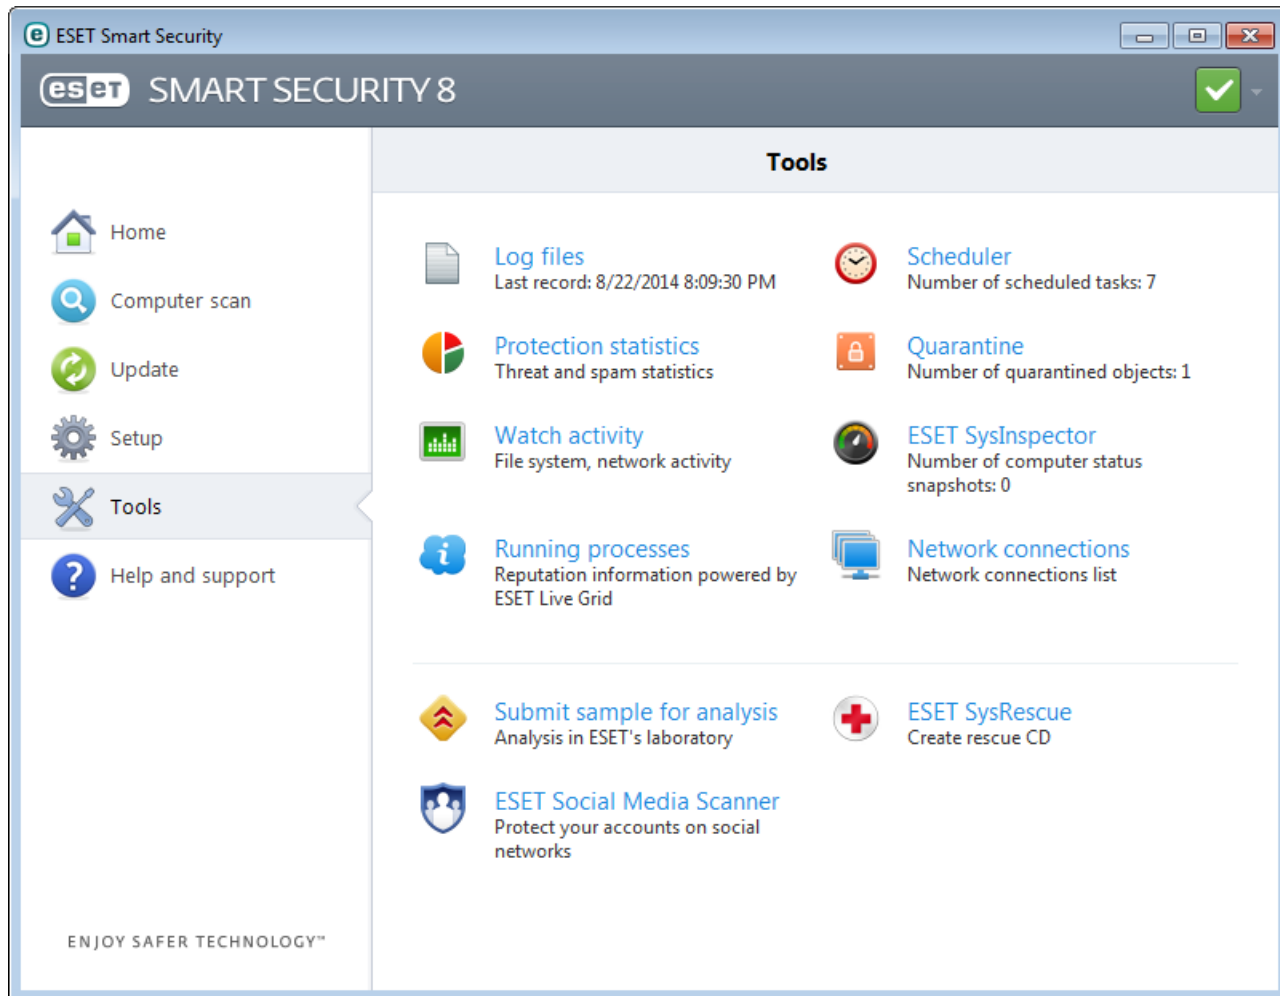 ESET Smart Security
eset SMART SECURITY 8
Tools
Home
Computer scan
Update
Setup
Tools
Help and support
Log files
Last record: 8/22/2014 8:09:30 PM
Scheduler
Number of scheduled tasks: 7
Protection statistics
Threat and spam statistics
Quarantine
Number of quarantined objects: 1
Watch activity
File system, network activity
ESET SysInspector
Number of computer status
snapshots: 0
Running processes
Reputation information powered by
ESET Live Grid
Network connections
Network connections list
Submit sample for analysis
Analysis in ESET's laboratory
ESET SysRescue
Create rescue CD
ESET Social Media Scanner
Protect your accounts on social
networks
ENJOY SAFER TECHNOLOGY™